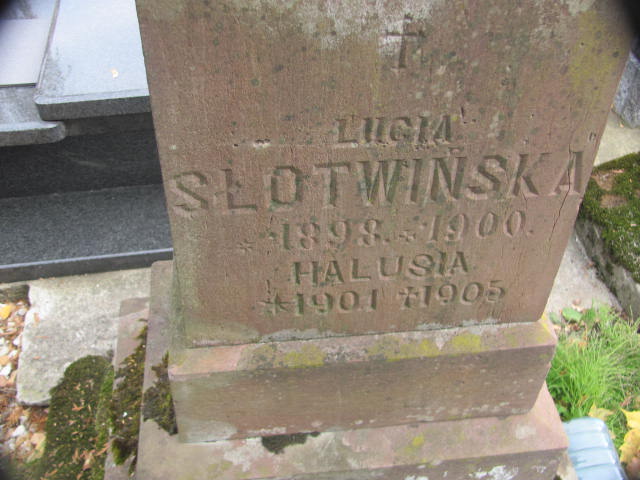 LUCIA
SŁOTWIŃSKA
* 1898. † 1900.
HALUSIA
* 1901 † 1905